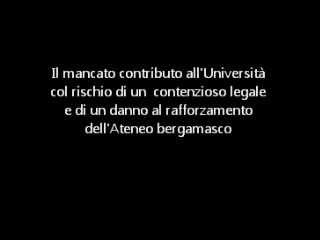 Il mancato contributo all'Università
col rischio di un contenzioso legale
e di un danno al rafforzamento
dell'Ateneo bergamasco